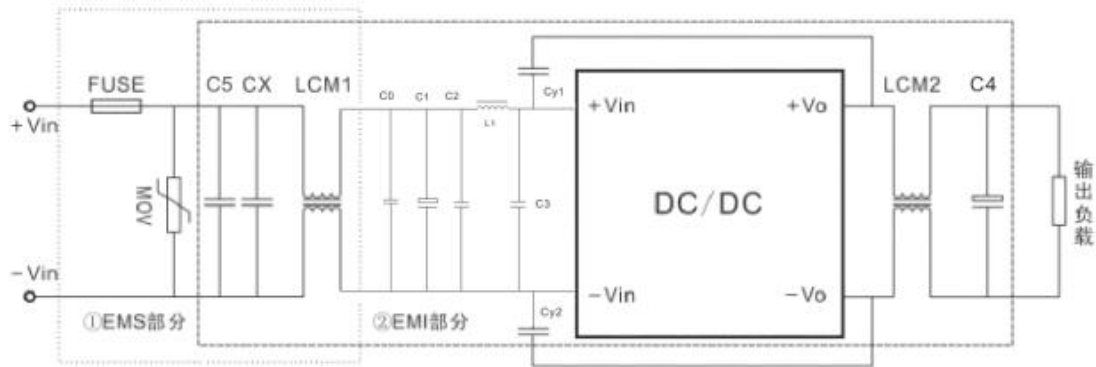 FUSE
C5
CX
LCM1
C0
C1
C2
L1
Cy1
+Vin
+Vin
+Vo
LCM2
C4
MOV
C3
DC/DC
输出负载
-Vin
-Vin
-Vo
①EMS部分
②EMI部分
Cy2